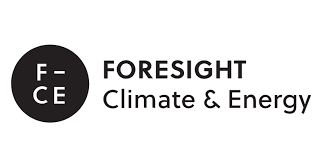 F –
CE
FORESIGHT
Climate & Energy